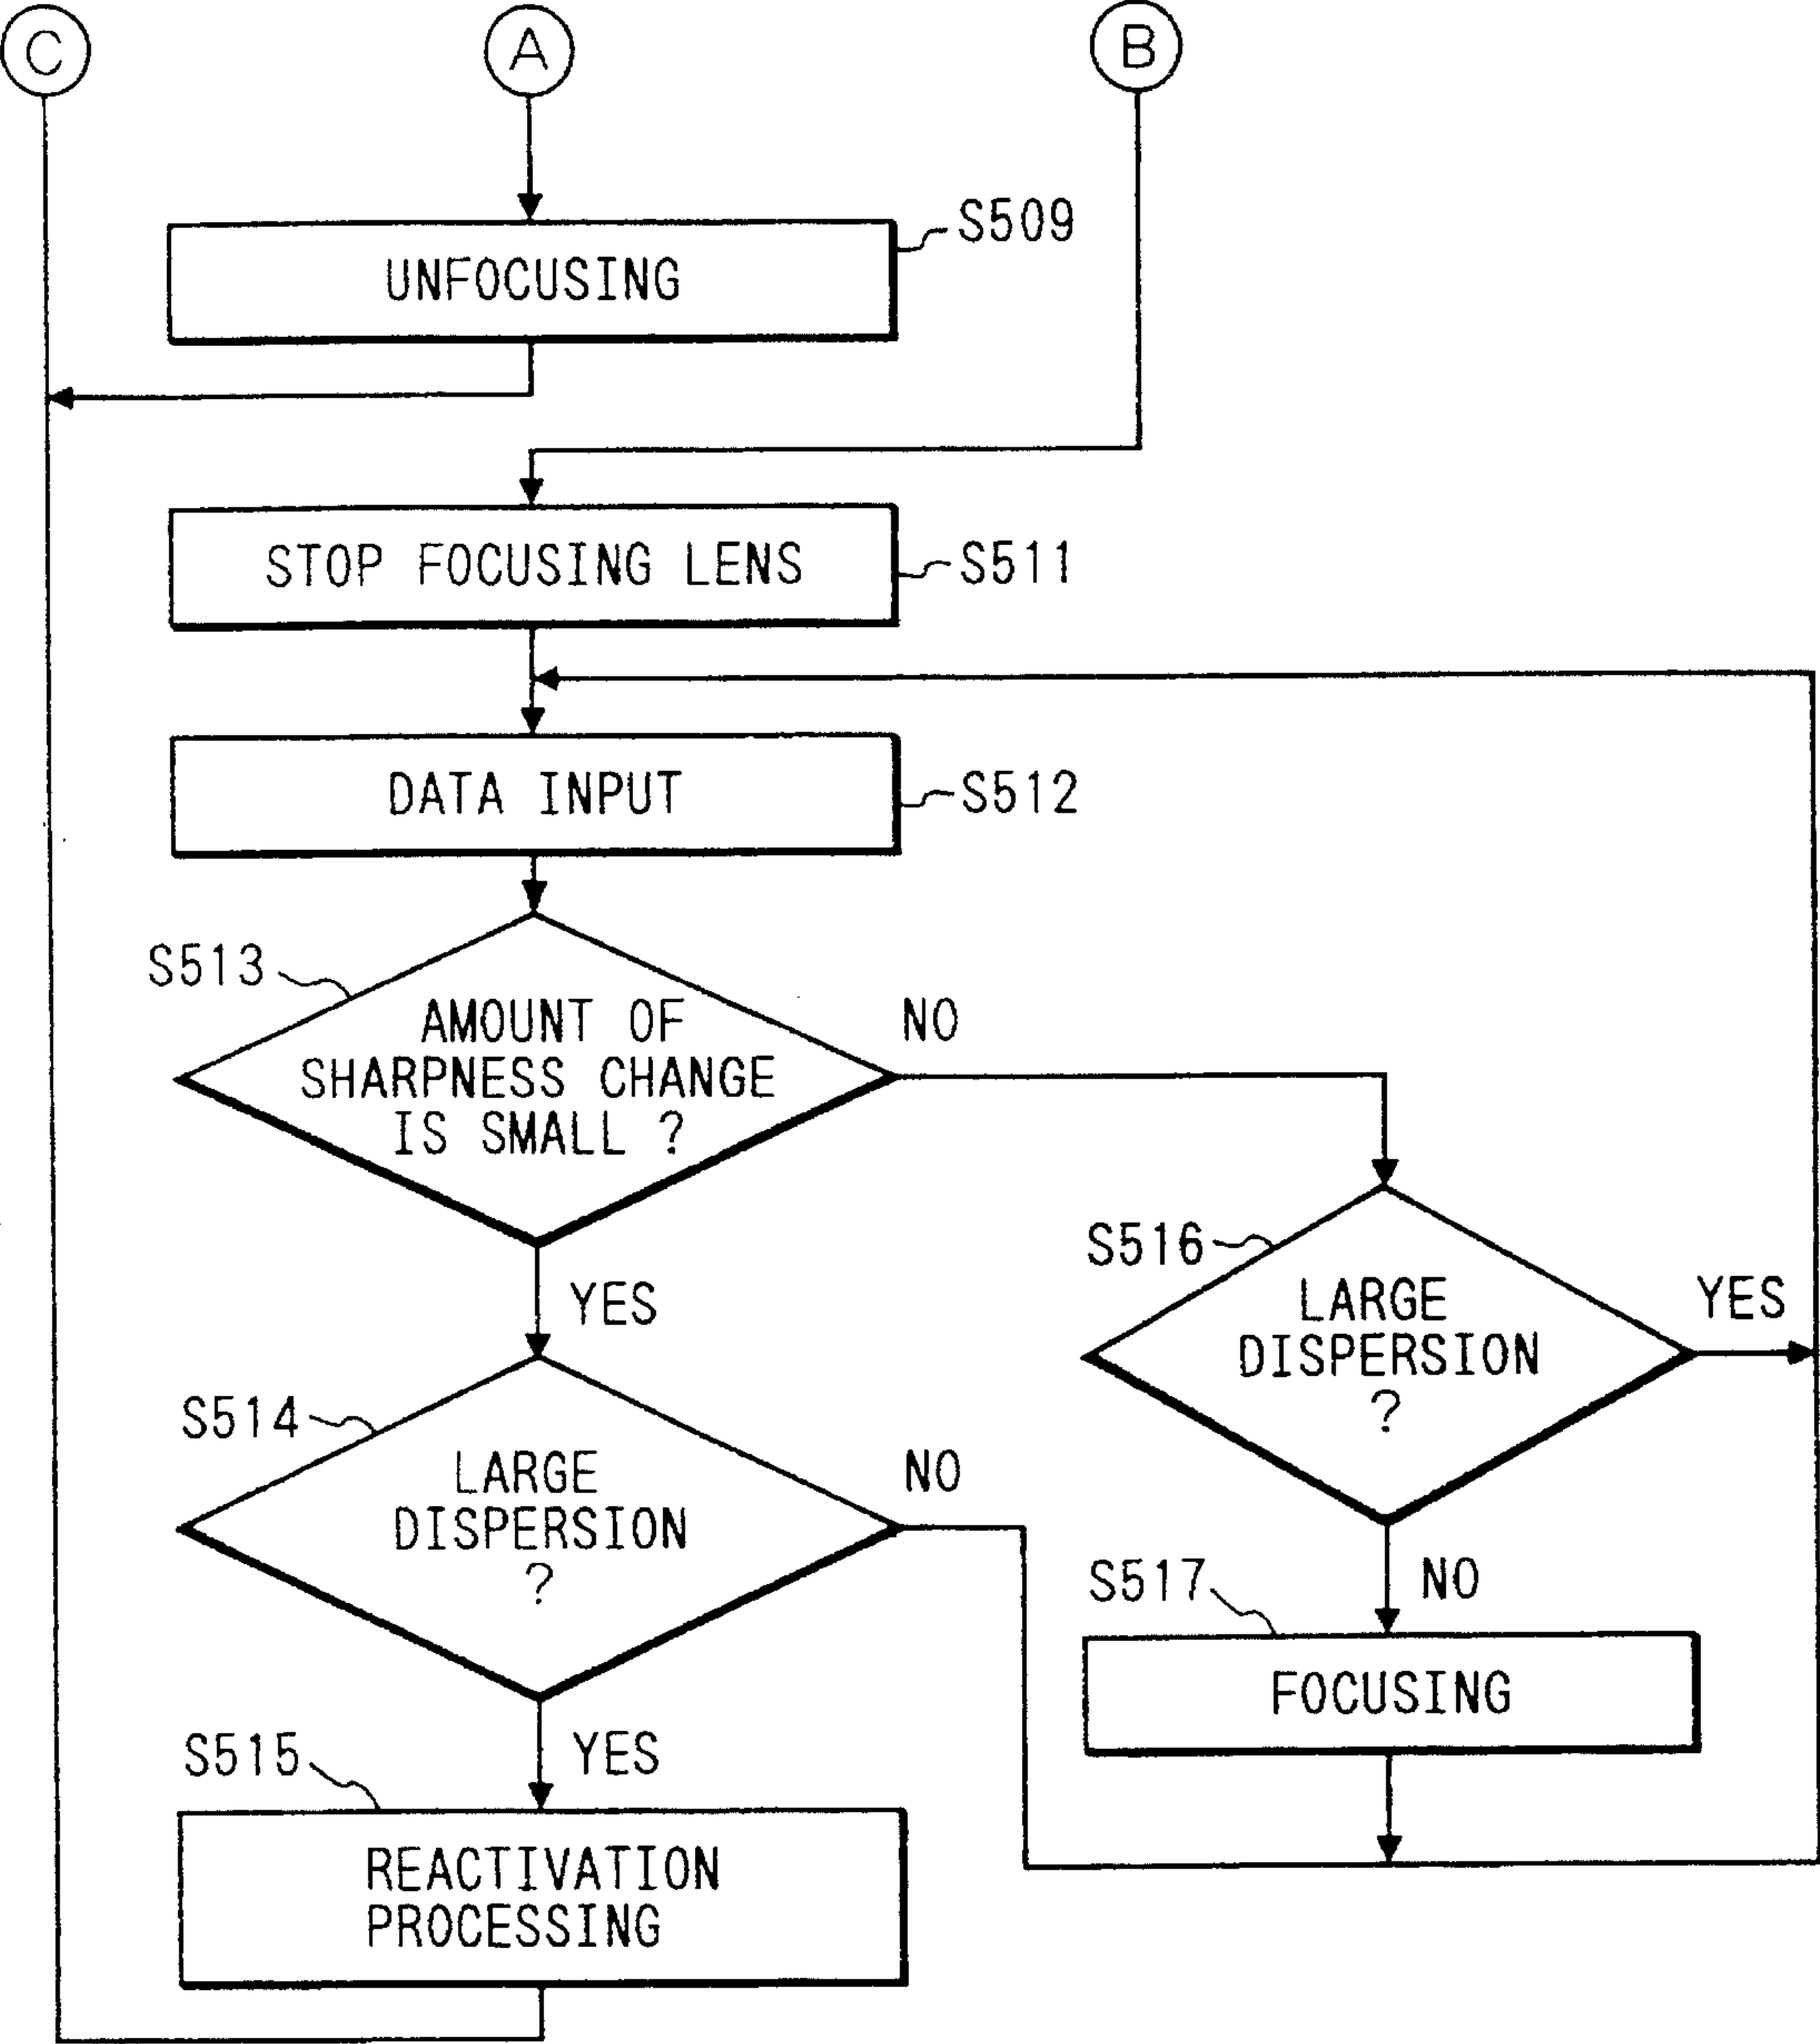 C
A
B
S509
UNFOCUSING
STOP FOCUSING LENS
S511
DATA INPUT
S512
S513
AMOUNT OF
SHARPNESS CHANGE
IS SMALL ?
NO
YES
S516
LARGE
DISPERSION
?
YES
NO
S514
LARGE
DISPERSION
?
NO
YES
S517
FOCUSING
S515
REACTIVATION
PROCESSING